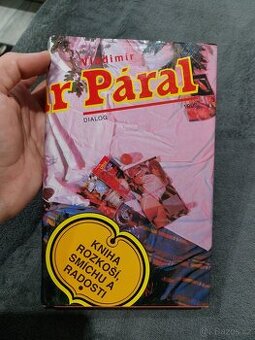 Vladimír
r Páral
DIALOG
KNIHA
ROZKOŠÍ,
SMÍCHU A
RADOSTI